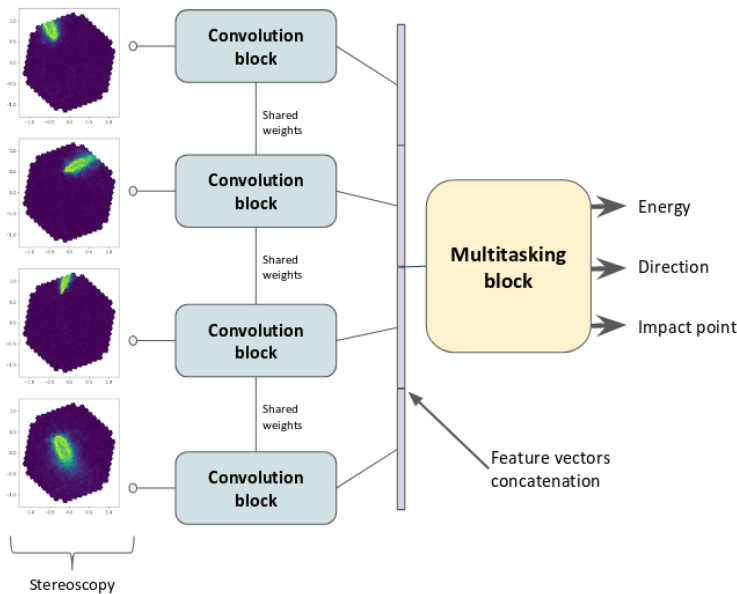 Convolution
block
Shared
weights
Convolution
block
Shared
weights
Convolution
block
Shared
weights
Convolution
block
Multitasking
block
Energy
Direction
Impact point
Feature vectors
concatenation
Stereoscopy